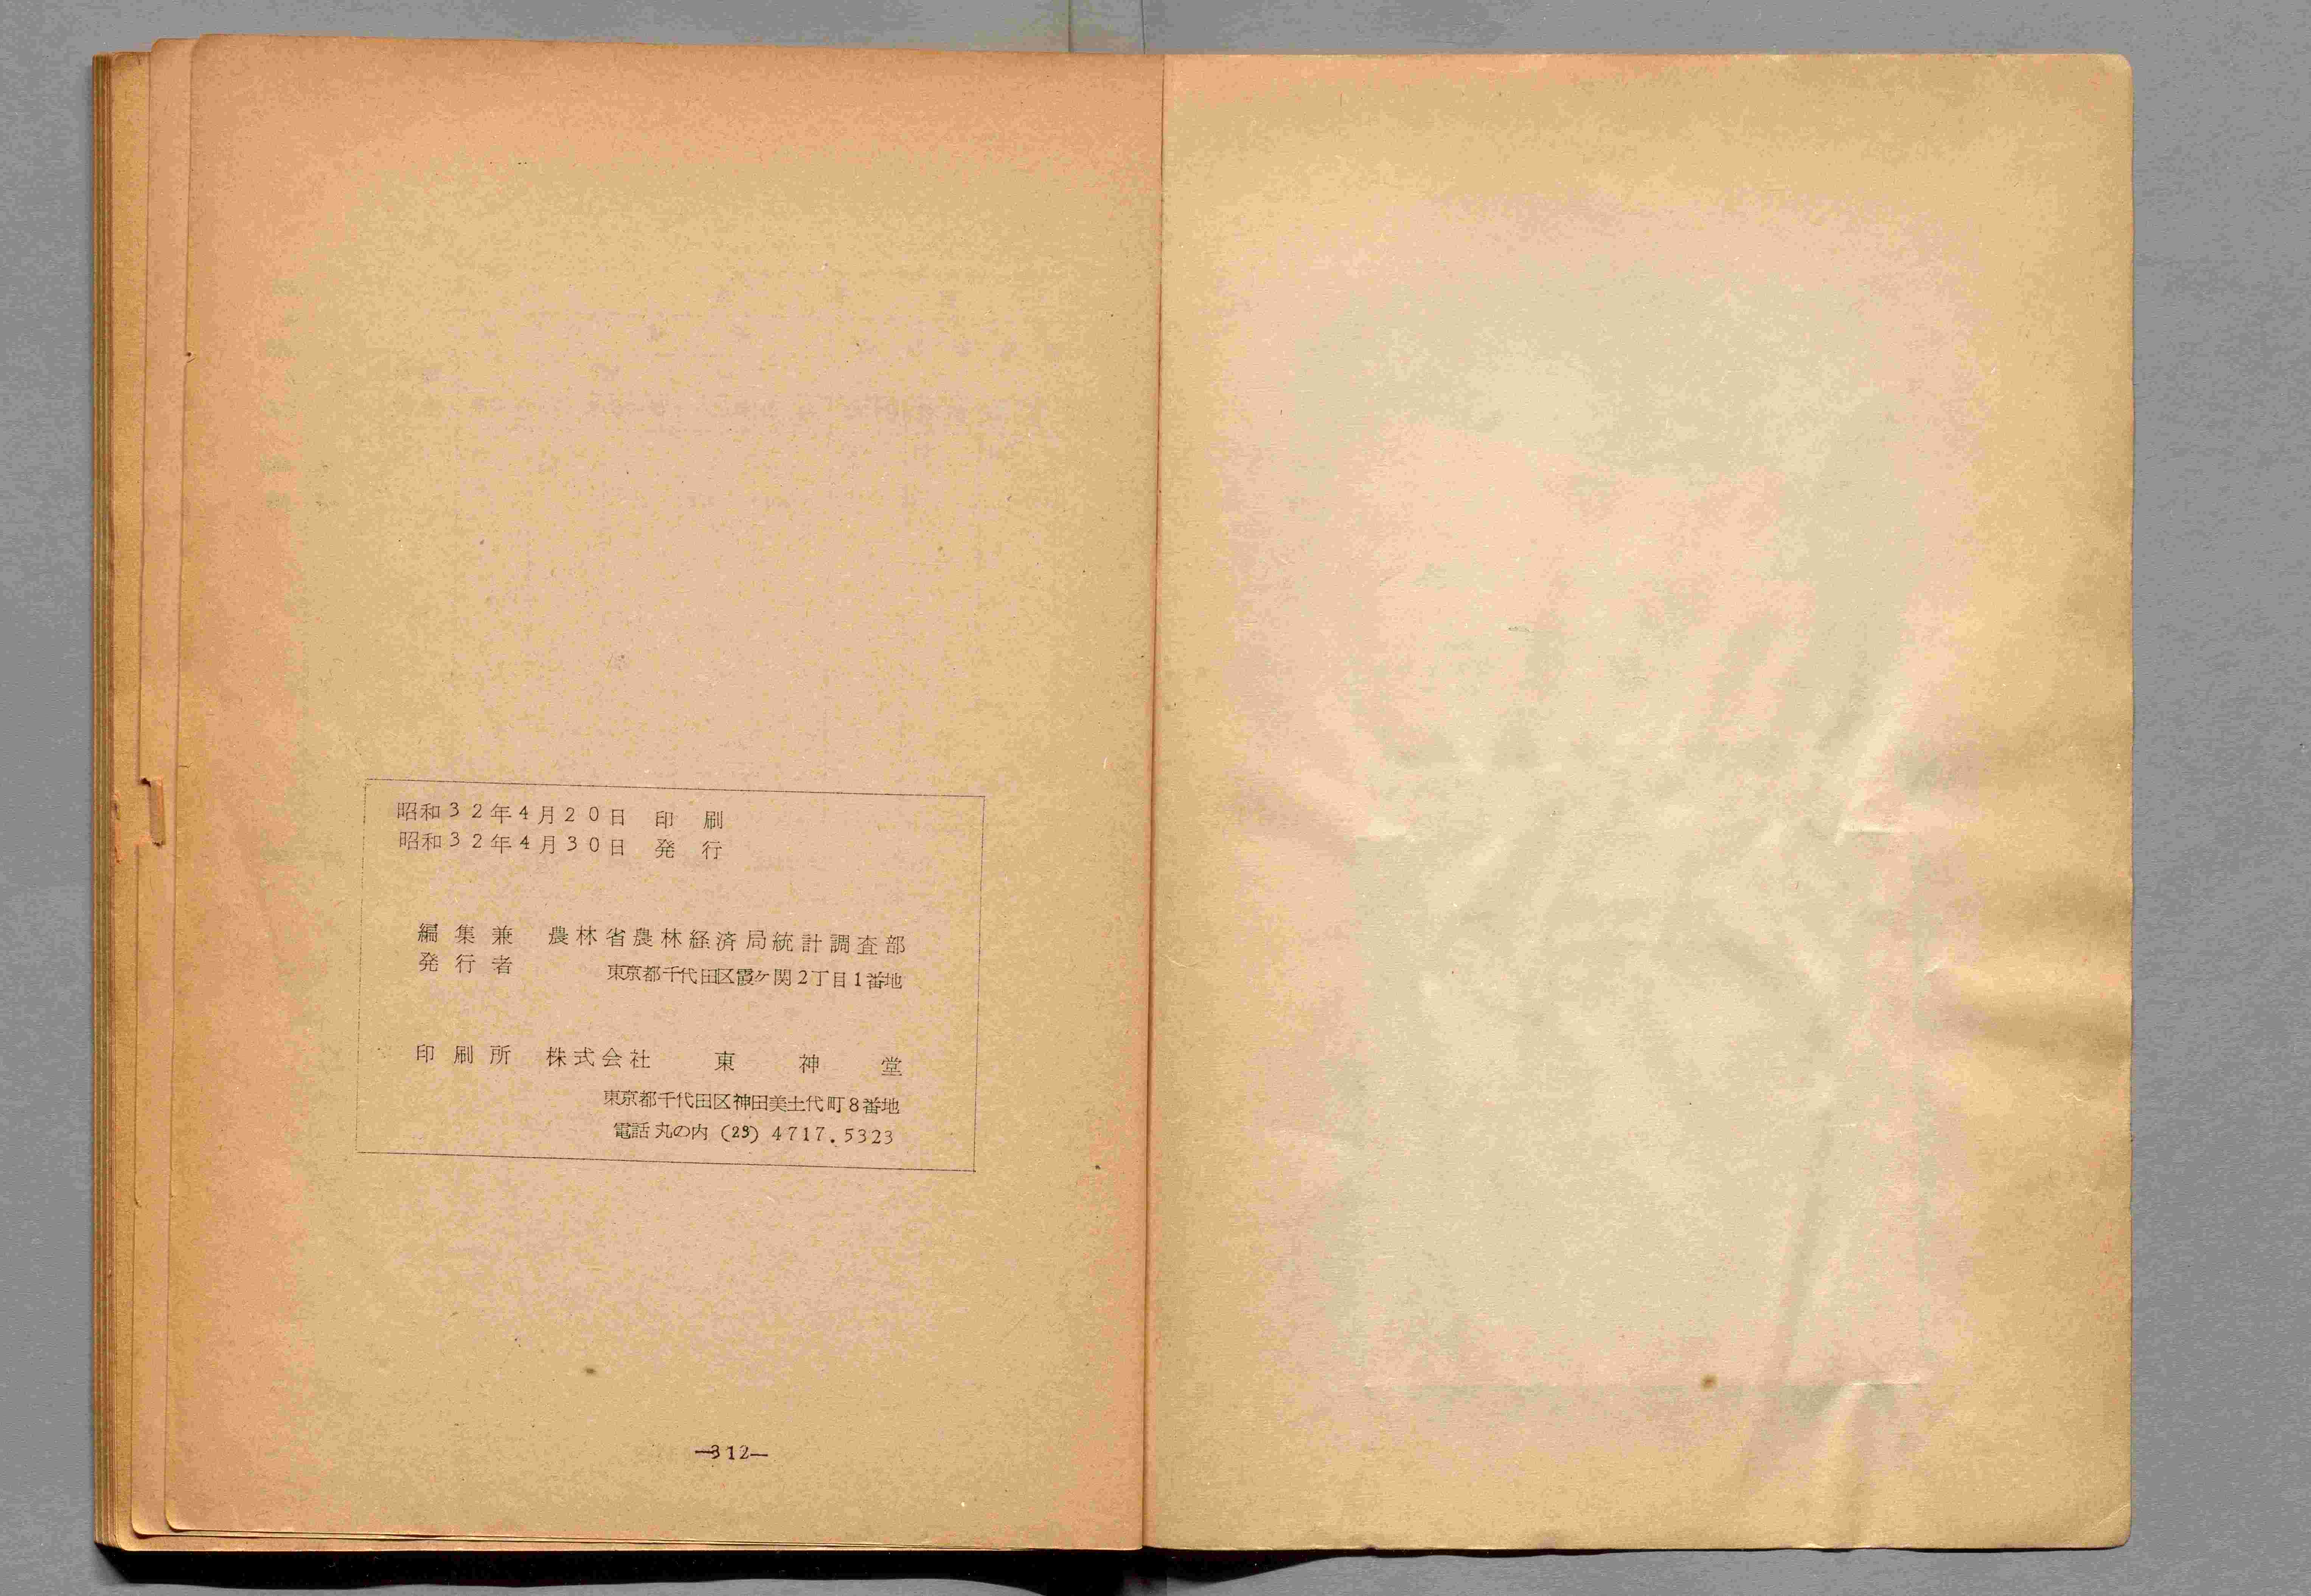 昭和32年4月20日 印 刷
昭和32年4月30日 発 行
編 集 兼 農林省農林経済局統計調査部
発 行 者 東京都千代田区霞ケ関2丁目1番地
印 刷 所 株式会社 東 神 堂
東京都千代田区神田美土代町8番地
電話 丸の内 (23) 4717.5323
—312—